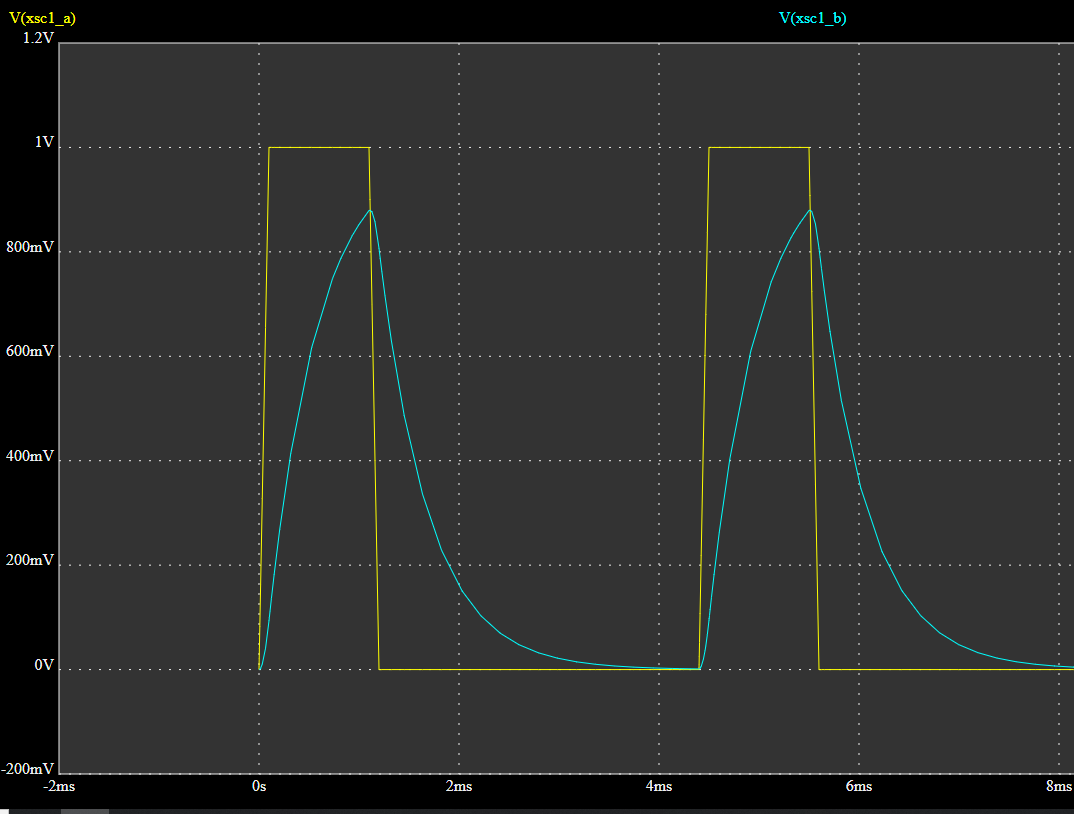 V(xsc1_a) V(xsc1_b)
1.2V
1V
800mV
600mV
400mV
200mV
0V
-200mV
-2ms 0s 2ms 4ms 6ms 8ms